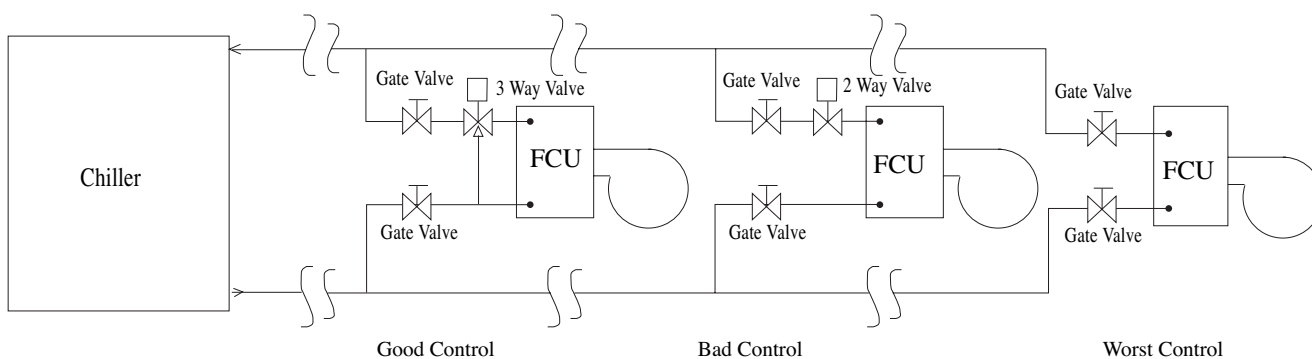 Gate Valve
3 Way Valve
Gate Valve
2 Way Valve
Gate Valve
Chiller
FCU
FCU
FCU
Gate Valve
Gate Valve
Gate Valve
Good Control
Bad Control
Worst Control